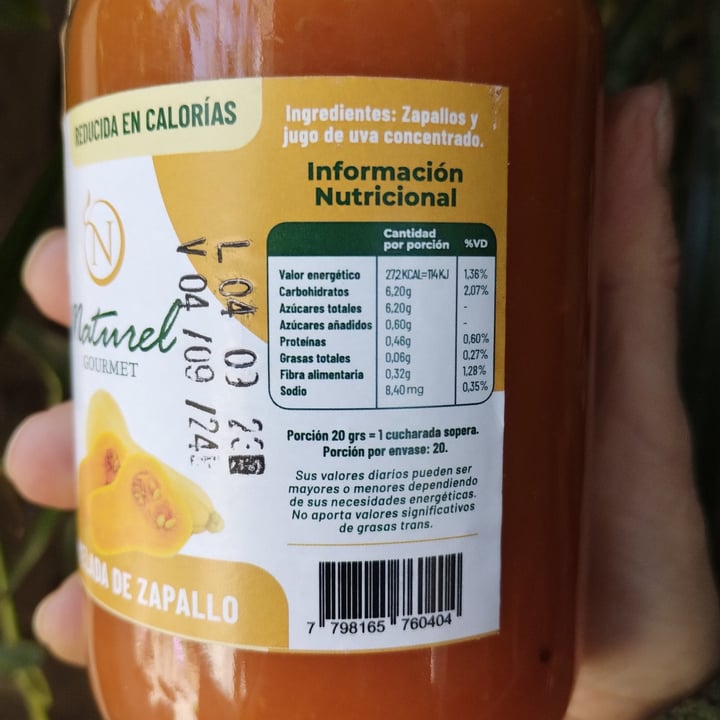 REDUCIDA EN CALORÍAS
N
Naturel
GOURMET
L 04 03 23B
V 04/09/24
DE ZAPALLO
Ingredientes: Zapallos y
jugo de uva concentrado.
Información
Nutricional
Cantidad
por porción %VD
Valor energético 27,2KCAL=114KJ 1,36%
Carbohidratos 6,20g 2,07%
Azúcares totales 6,20g -
Azúcares añadidos 0,60g -
Proteínas 0,46g 0,60%
Grasas totales 0,06g 0,27%
Fibra alimentaria 0,32g 1,28%
Sodio 8,40mg 0,35%
Porción 20 grs = 1 cucharada sopera.
Porción por envase: 20.
Sus valores diarios pueden ser
mayores o menores dependiendo
de sus necesidades energéticas.
No aporta valores significativos
de grasas trans.
7 798165 760404